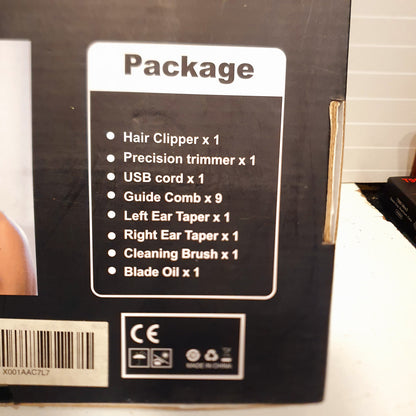 Package
Hair Clipper x 1
Precision trimmer x 1
USB cord x 1
Guide Comb x 9
Left Ear Taper x 1
Right Ear Taper x 1
Cleaning Brush x 1
Blade Oil x 1
CE
X001AAC7L7
MADE IN CHINA